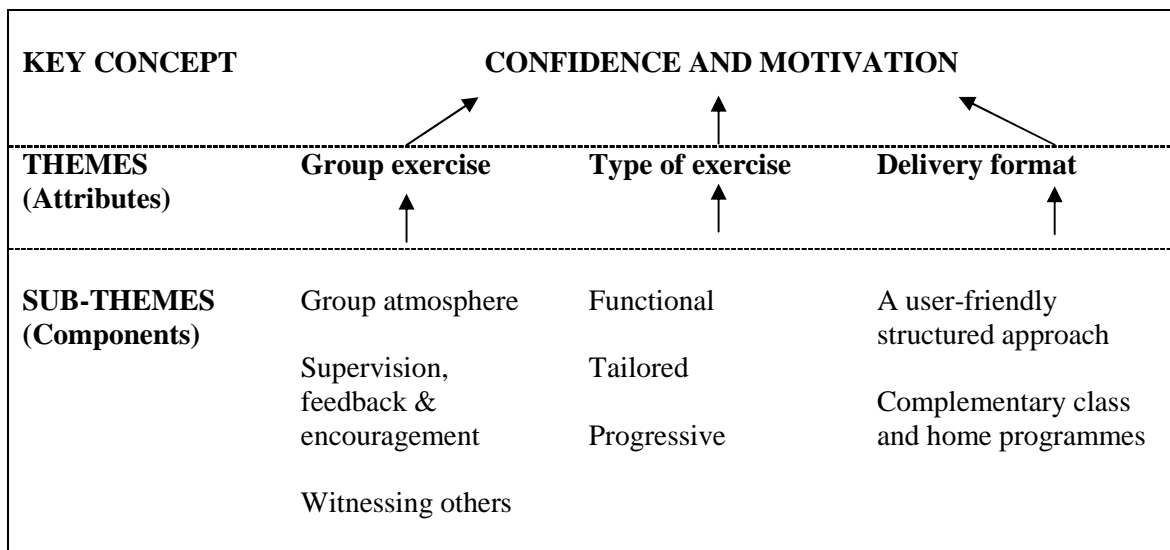 KEY CONCEPT CONFIDENCE AND MOTIVATION
THEMES Group exercise Type of exercise Delivery format
(Attributes)
SUB-THEMES Group atmosphere Functional A user-friendly
(Components) structured approach
Supervision, Tailored
feedback & Complementary class
encouragement Progressive and home programmes
Witnessing others